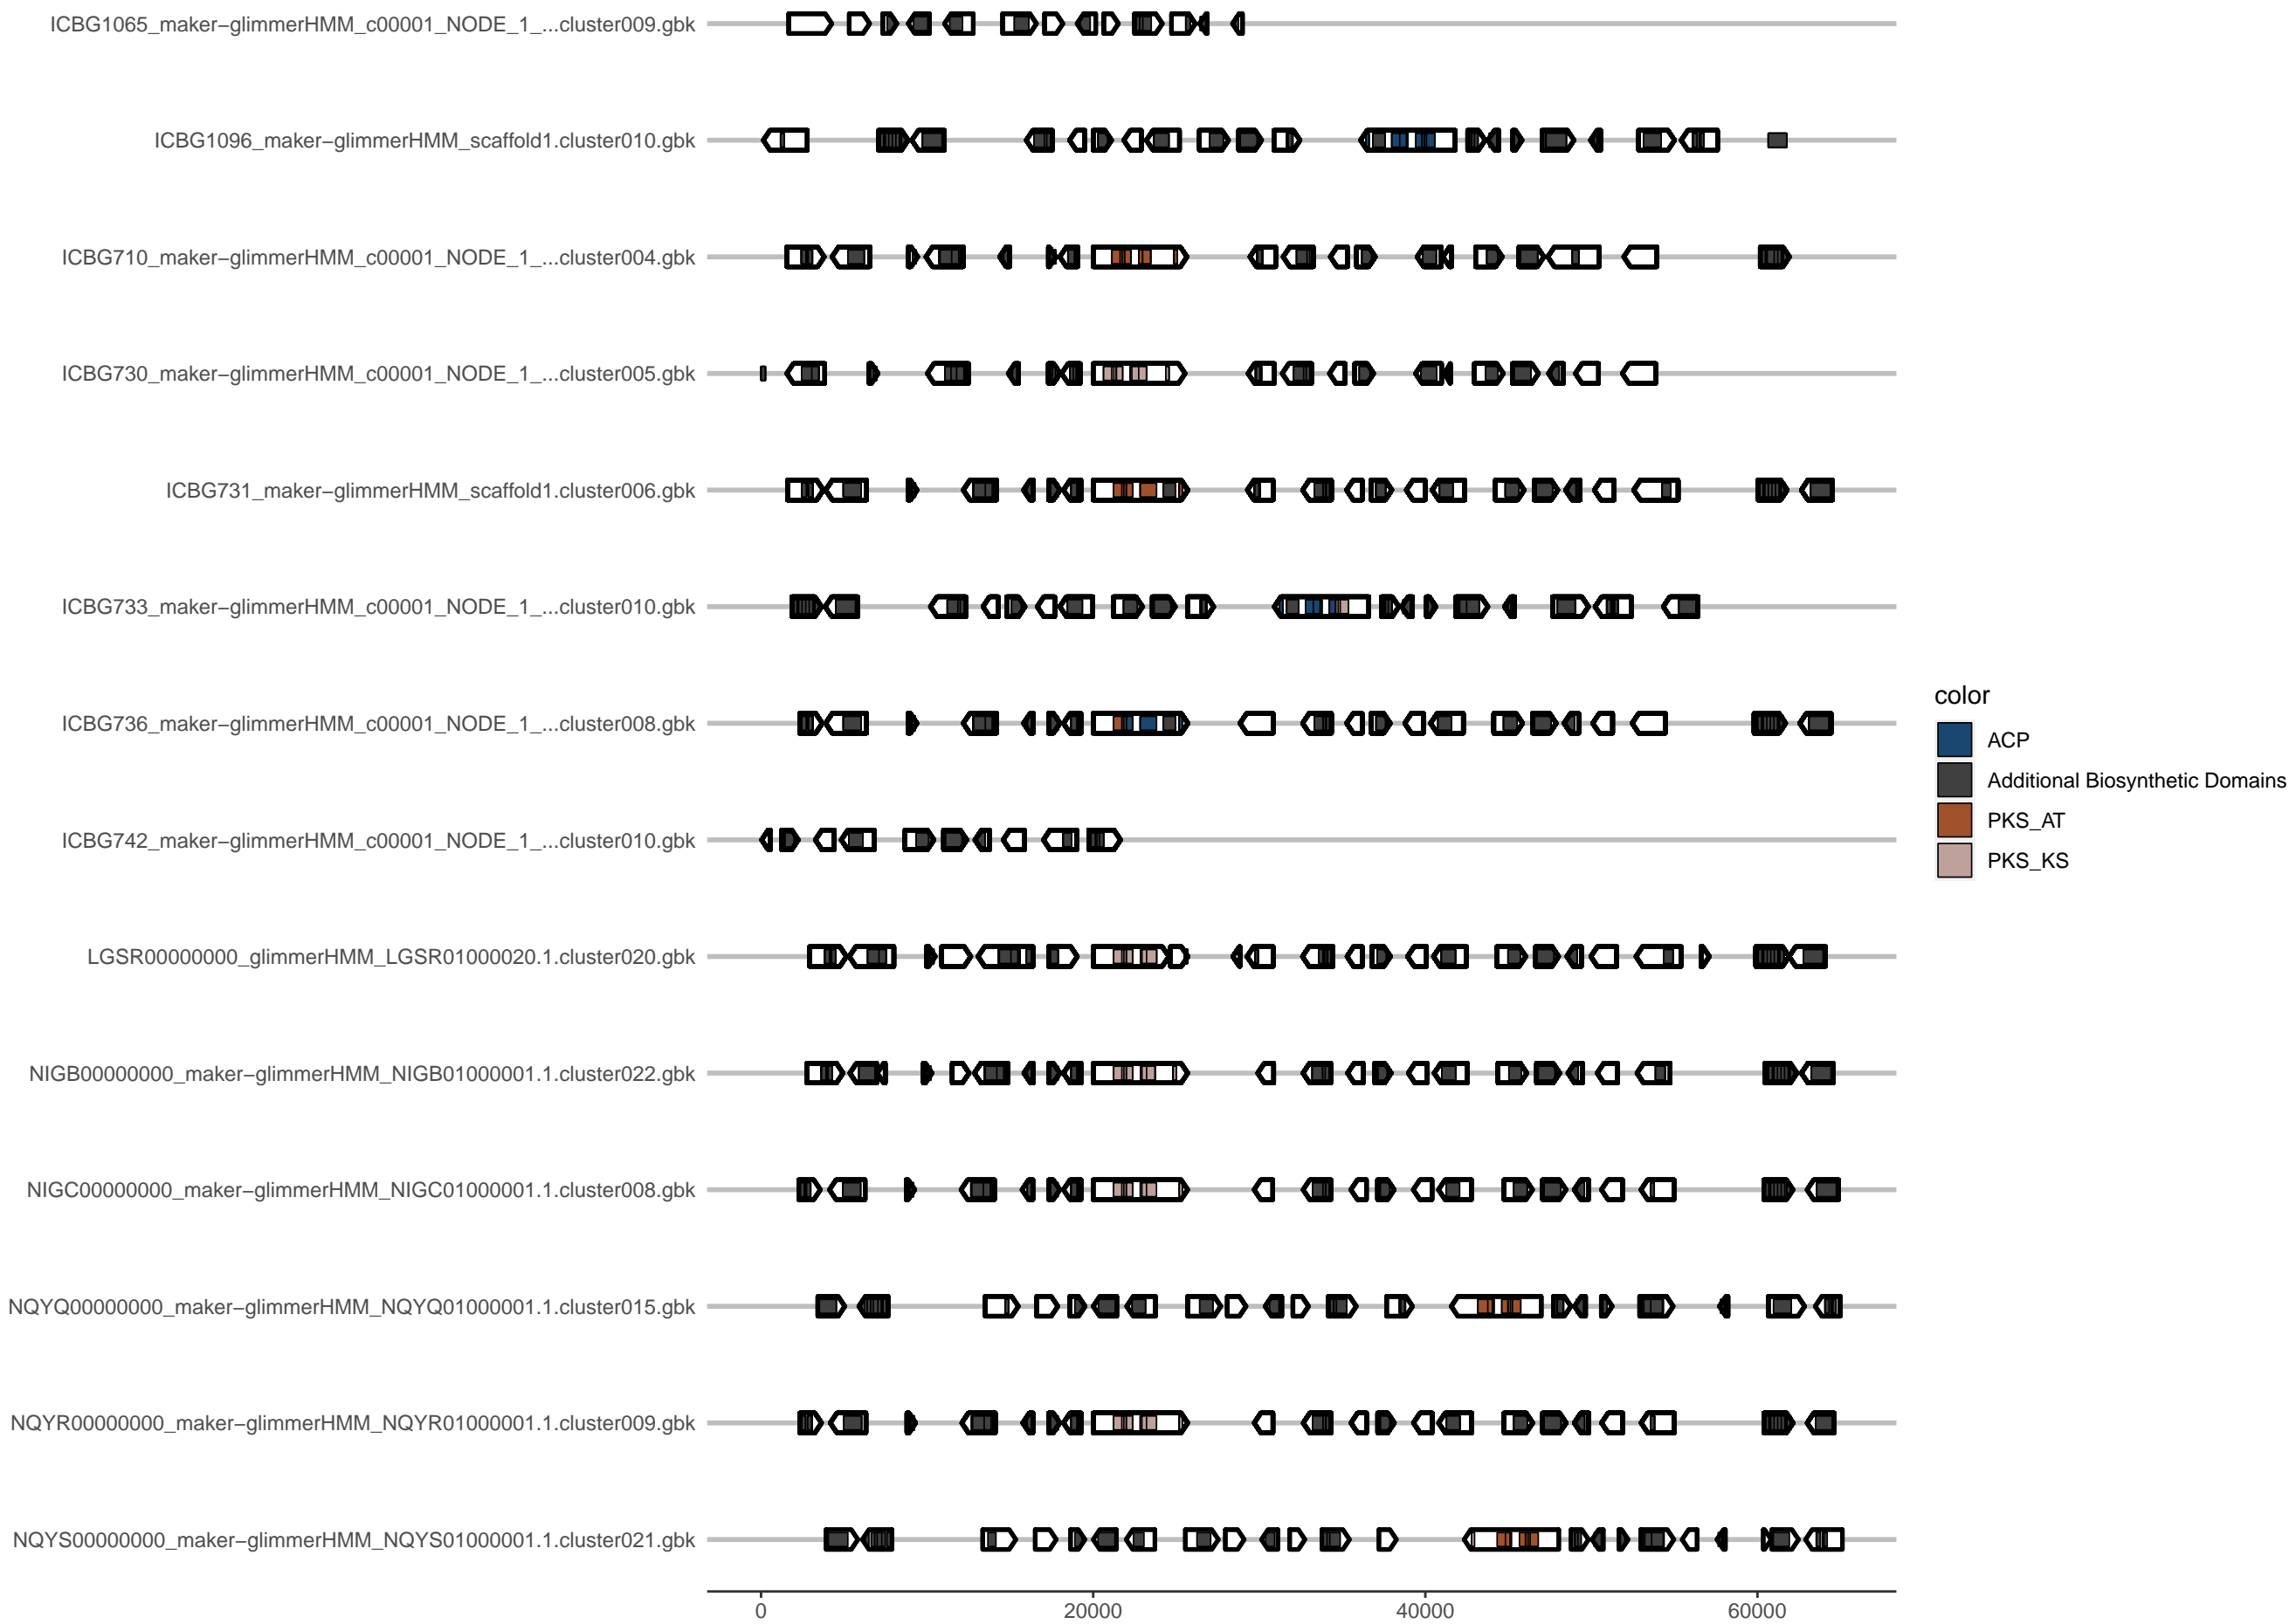 ICBG1065_maker−glimmerHMM_c00001_NODE_1_...cluster009.gbk
ICBG1096_maker−glimmerHMM_scaffold1.cluster010.gbk
ICBG710_maker−glimmerHMM_c00001_NODE_1_...cluster004.gbk
ICBG730_maker−glimmerHMM_c00001_NODE_1_...cluster005.gbk
ICBG731_maker−glimmerHMM_scaffold1.cluster006.gbk
ICBG733_maker−glimmerHMM_c00001_NODE_1_...cluster010.gbk
ICBG736_maker−glimmerHMM_c00001_NODE_1_...cluster008.gbk
ICBG742_maker−glimmerHMM_c00001_NODE_1_...cluster010.gbk
LGSR00000000_glimmerHMM_LGSR01000020.1.cluster020.gbk
NIGB00000000_maker−glimmerHMM_NIGB01000001.1.cluster022.gbk
NIGC00000000_maker−glimmerHMM_NIGC01000001.1.cluster008.gbk
NQYQ00000000_maker−glimmerHMM_NQYQ01000001.1.cluster015.gbk
NQYR00000000_maker−glimmerHMM_NQYR01000001.1.cluster009.gbk
NQYS00000000_maker−glimmerHMM_NQYS01000001.1.cluster021.gbk
0 20000 40000 60000
color
ACP
Additional Biosynthetic Domains
PKS_AT
PKS_KS